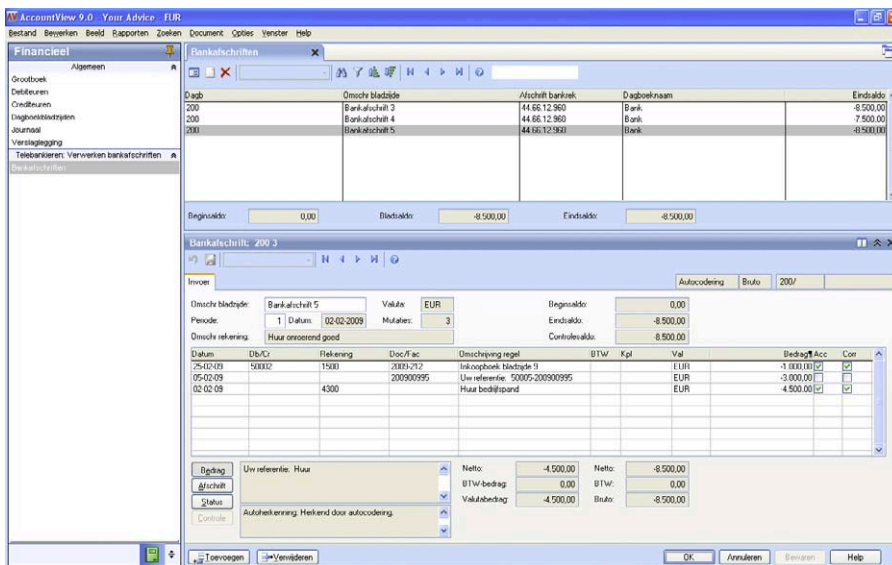 AccountView 9.0 - Your Advice - EUR
Bestand Bewerken Beeld Rapporten Zoeken Document Opties Venster Help
Financieel
Algemeen
Grootboek
Debiteuren
Crediteuren
Dagboekbladzijden
Journaal
Verslaglegging
Telebankieren: Verwerken bankafschriften
Bankafschriften
Bankafschriften
Dagb Omschr bladzijde Afschrift bankrek Dagboeknaam Eindsaldo
200 Bankafschrift 3 44.66.12.960 Bank -8.500,00
200 Bankafschrift 4 44.66.12.960 Bank -7.500,00
200 Bankafschrift 5 44.66.12.960 Bank -8.500,00
Beginsaldo: 0,00 Bladsaldo: -8.500,00 Eindsaldo: -8.500,00
Bankafschrift: 200 3
Invoer Autocodering Bruto 200/
Omschr bladzijde: Bankafschrift 5 Valuta: EUR Beginsaldo: 0,00
Periode: 1 Datum: 02-02-2009 Mutaties: 3 Eindsaldo: -8.500,00
Omschr rekening: Huur onroerend goed Controlesaldo: -8.500,00
Datum Db/Cr Rekening Doc/Fac Omschrijving regel BTW Kpl Val Bedrag¶ Acc Corr
25-02-09 50002 1500 2009-212 Inkoopboek bladzijde 9 EUR -1.000,00
05-02-09 200900995 Uw referentie: 50005-200900995 EUR -3.000,00
02-02-09 4300 Huur bedrijfspand EUR -4.500,00
Bedrag Uw referentie: Huur Netto: -4.500,00 Netto: -8.500,00
Afschrift BTW-bedrag: 0,00 BTW: 0,00
Status Valutabedrag: -4.500,00 Bruto: -8.500,00
Controle Autoherkenning: Herkend door autocodering.
Toevoegen Verwijderen OK Annuleren Bewaren Help